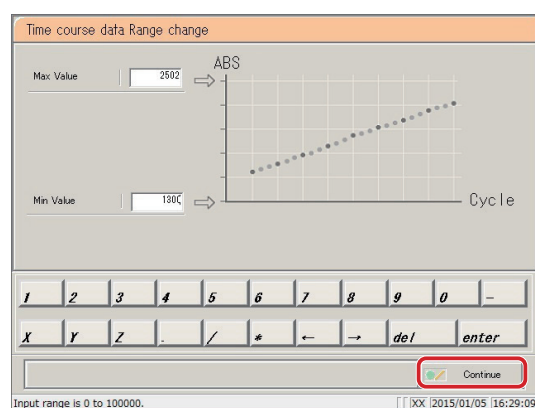 Time course data Range change
ABS
Max Value 2502
Min Value 1300
Cycle
1 2 3 4 5 6 7 8 9 0 -
X Y Z . / * ← → del enter
Continue
Input range is 0 to 100000. XX 2015/01/05 16:29:09